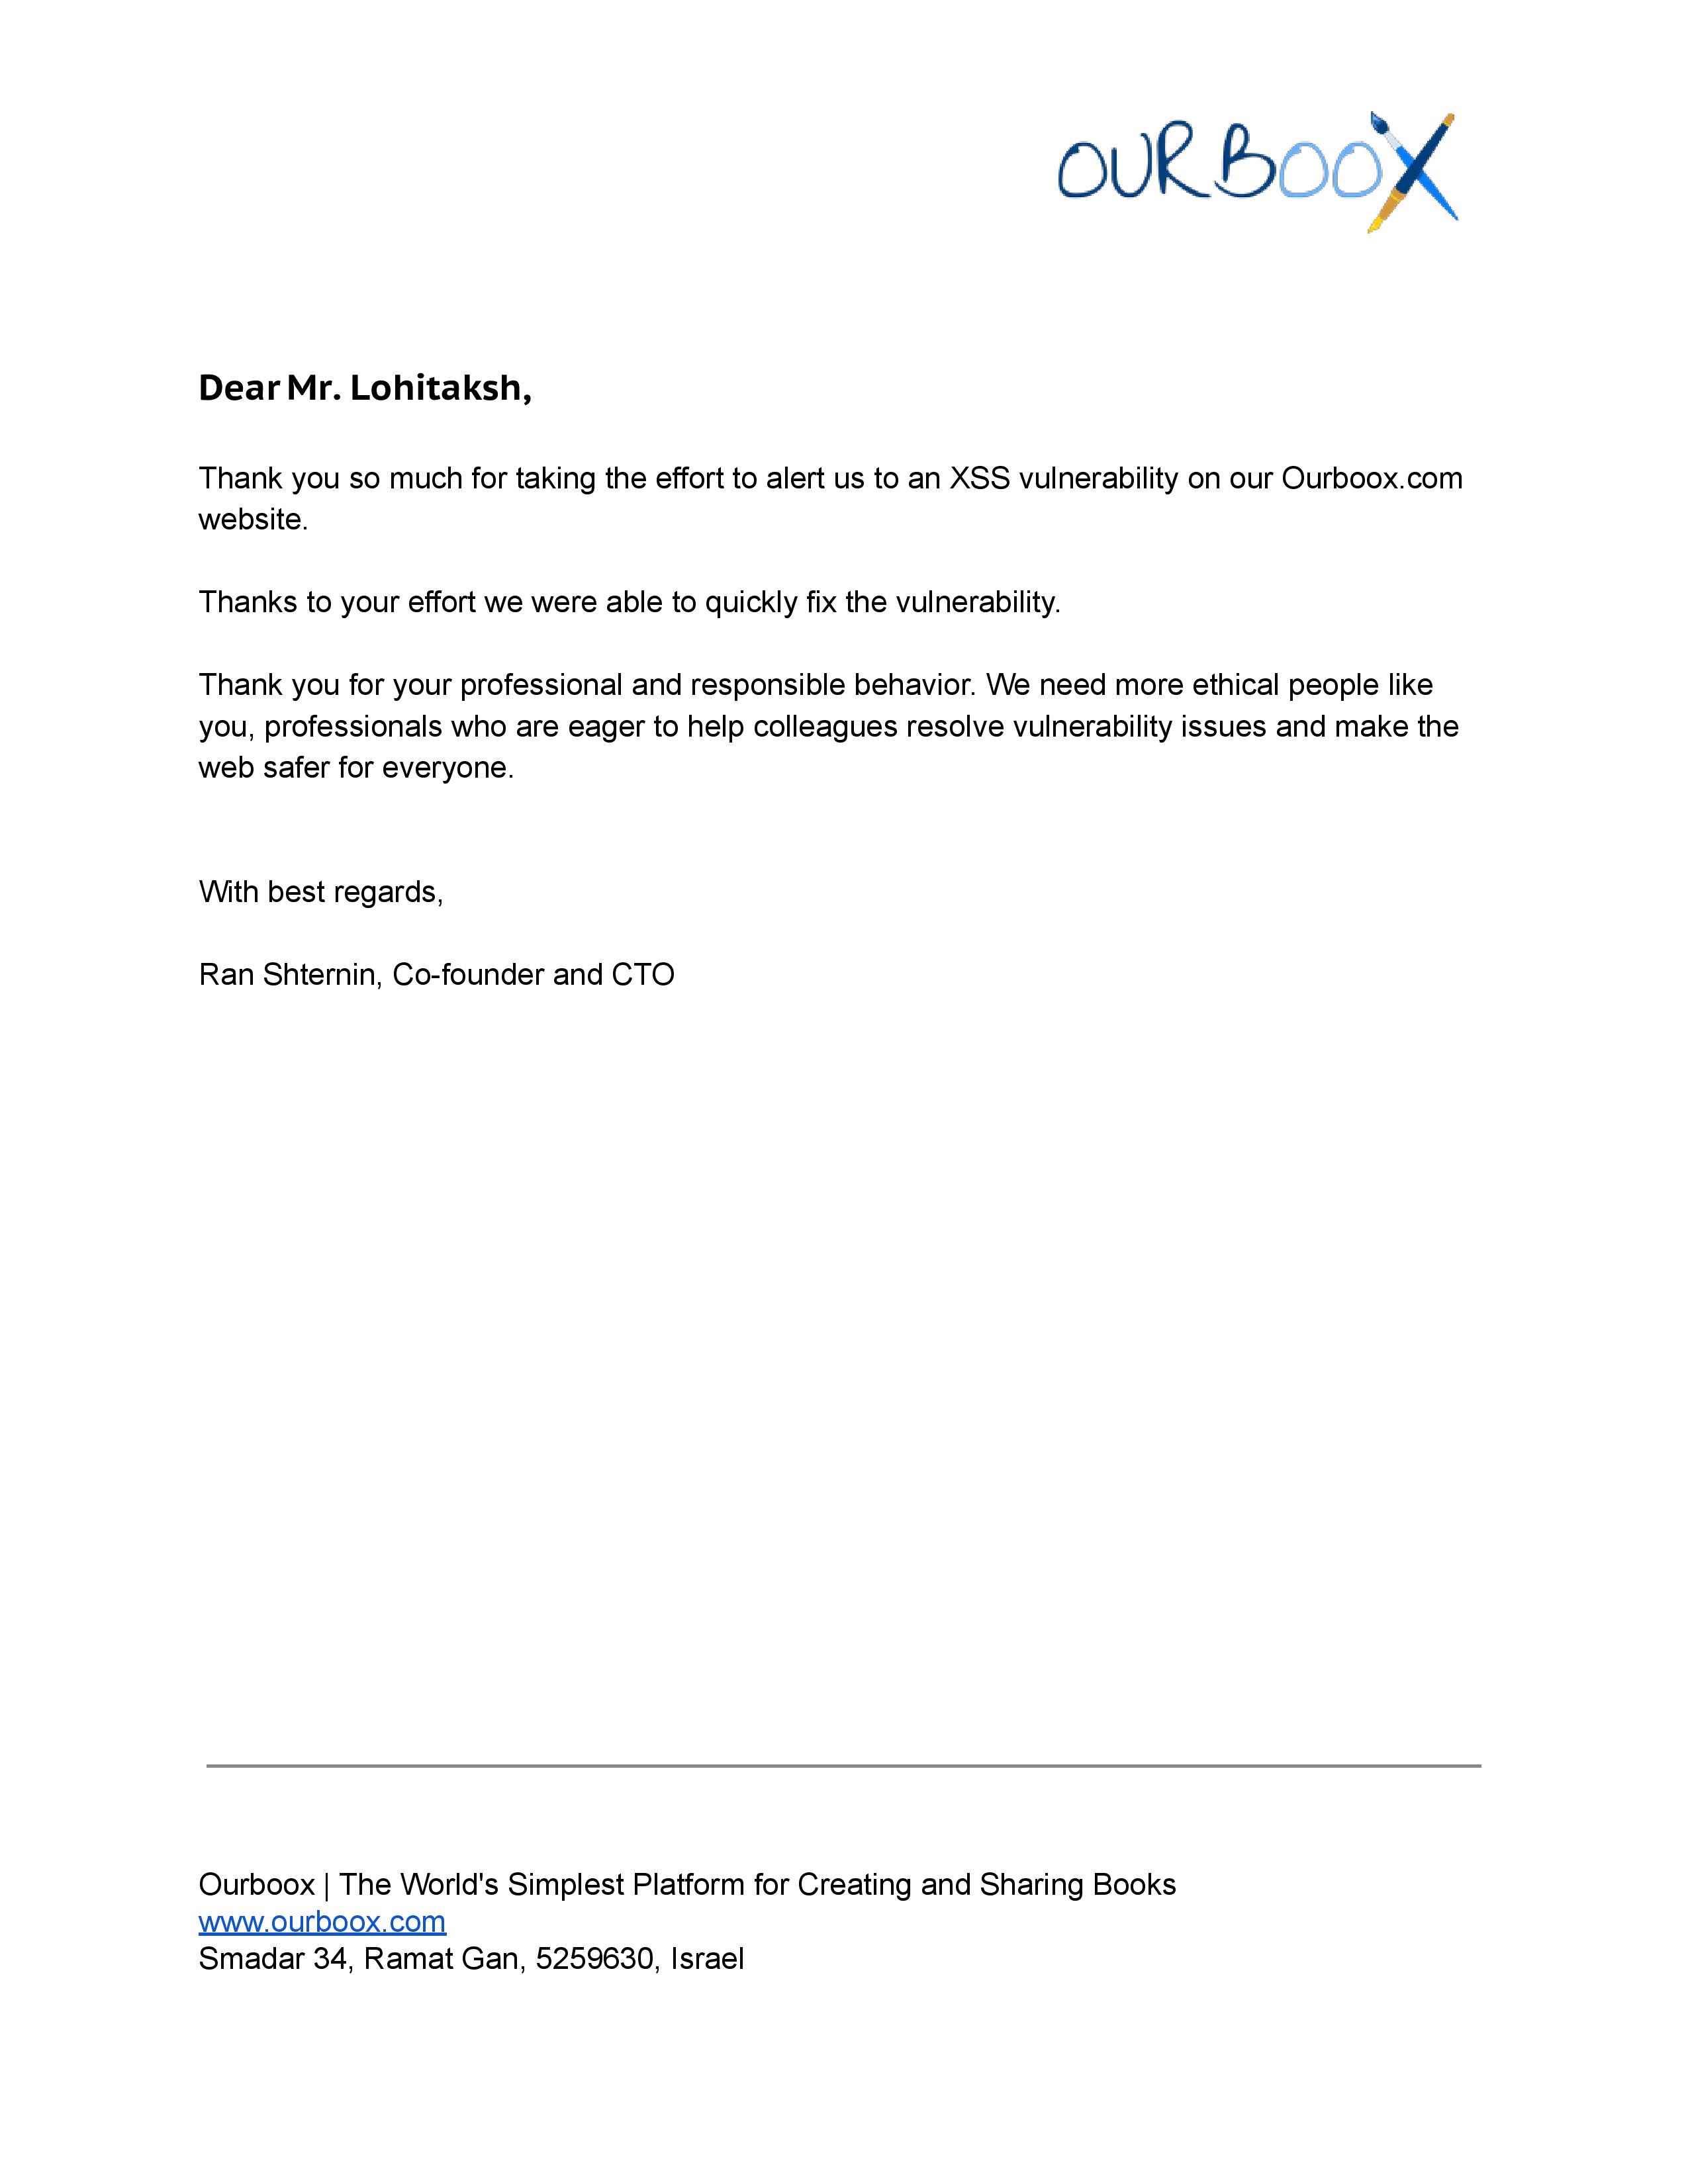 OURBOOX
Dear Mr. Lohitaksh,
Thank you so much for taking the effort to alert us to an XSS vulnerability on our Ourboox.com
website.
Thanks to your effort we were able to quickly fix the vulnerability.
Thank you for your professional and responsible behavior. We need more ethical people like
you, professionals who are eager to help colleagues resolve vulnerability issues and make the
web safer for everyone.
With best regards,
Ran Shternin, Co-founder and CTO
Ourboox | The World's Simplest Platform for Creating and Sharing Books
www.ourboox.com
Smadar 34, Ramat Gan, 5259630, Israel